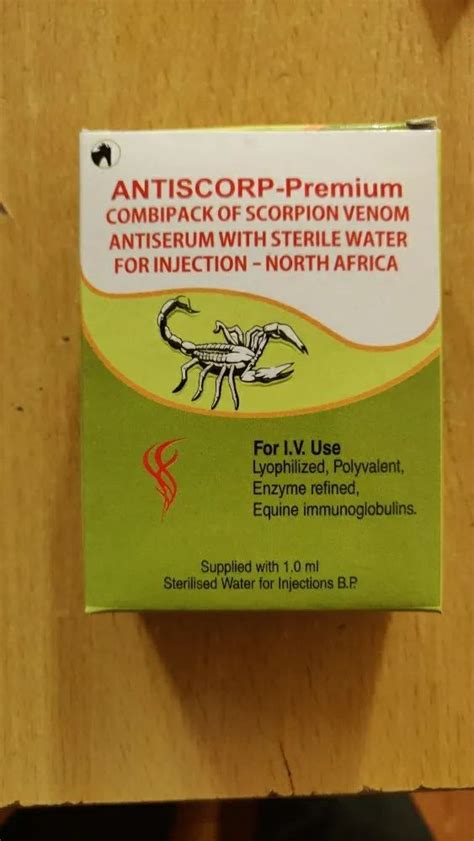 ANTISCORP-Premium
COMBIPACK OF SCORPION VENOM
ANTISERUM WITH STERILE WATER
FOR INJECTION – NORTH AFRICA
For I.V. Use
Lyophilized, Polyvalent,
Enzyme refined,
Equine immunoglobulins.
Supplied with 1.0 ml
Sterilised Water for Injections B.P.